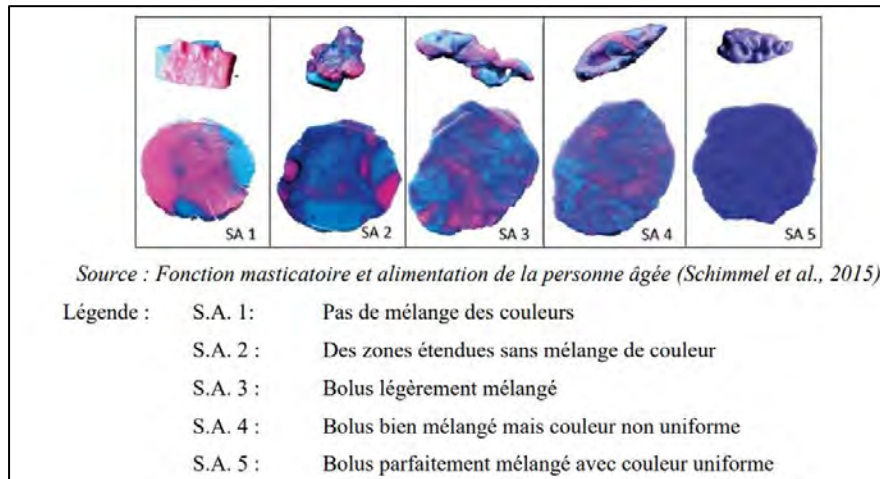 SA 1 SA 2 SA 3 SA 4 SA 5
Source : Fonction masticatoire et alimentation de la personne âgée (Schimmel et al., 2015)
Légende : S.A. 1: Pas de mélange des couleurs
S.A. 2 : Des zones étendues sans mélange de couleur
S.A. 3 : Bolus légèrement mélangé
S.A. 4 : Bolus bien mélangé mais couleur non uniforme
S.A. 5 : Bolus parfaitement mélangé avec couleur uniforme